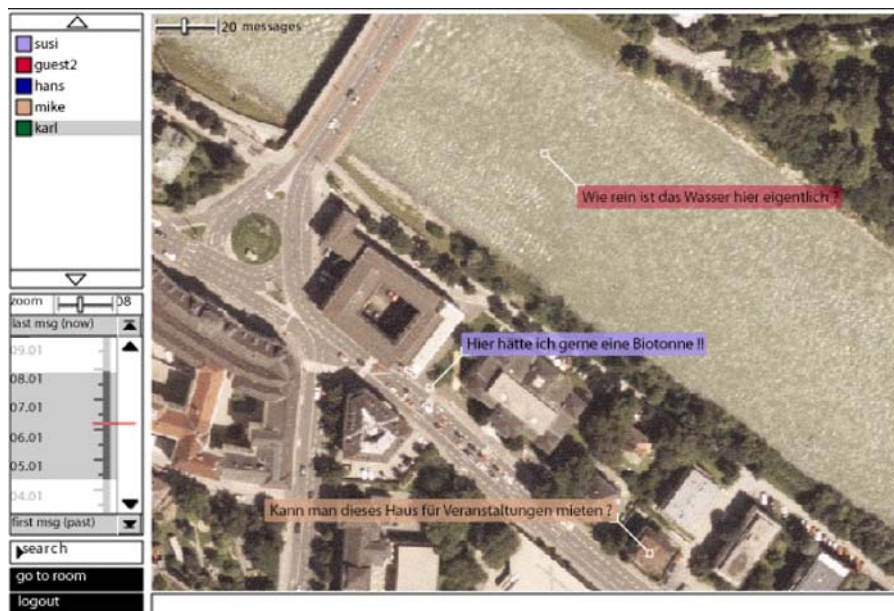 susi
guest2
hans
mike
karl
zoom
08
last msg (now)
09.01
08.01
07.01
06.01
05.01
04.01
first msg (past)
search
go to room
logout
20 messages
Wie rein ist das Wasser hier eigentlich ?
Hier hätte ich gerne eine Biotonne !!
Kann man dieses Haus für Veranstaltungen mieten ?